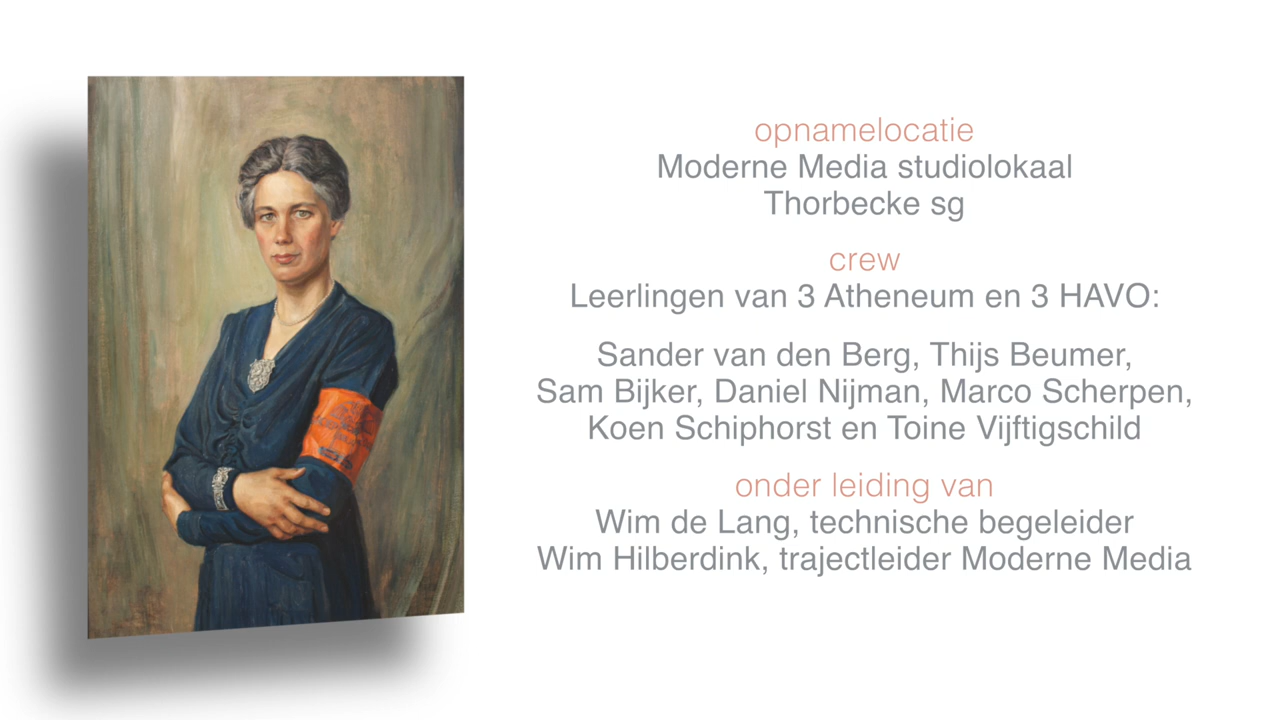 opnamelocatie
Moderne Media studiolokaal
Thorbecke sg
crew
Leerlingen van 3 Atheneum en 3 HAVO:
Sander van den Berg, Thijs Beumer,
Sam Bijker, Daniel Nijman, Marco Scherpen,
Koen Schiphorst en Toine Vijftigschild
onder leiding van
Wim de Lang, technische begeleider
Wim Hilberdink, trajectleider Moderne Media